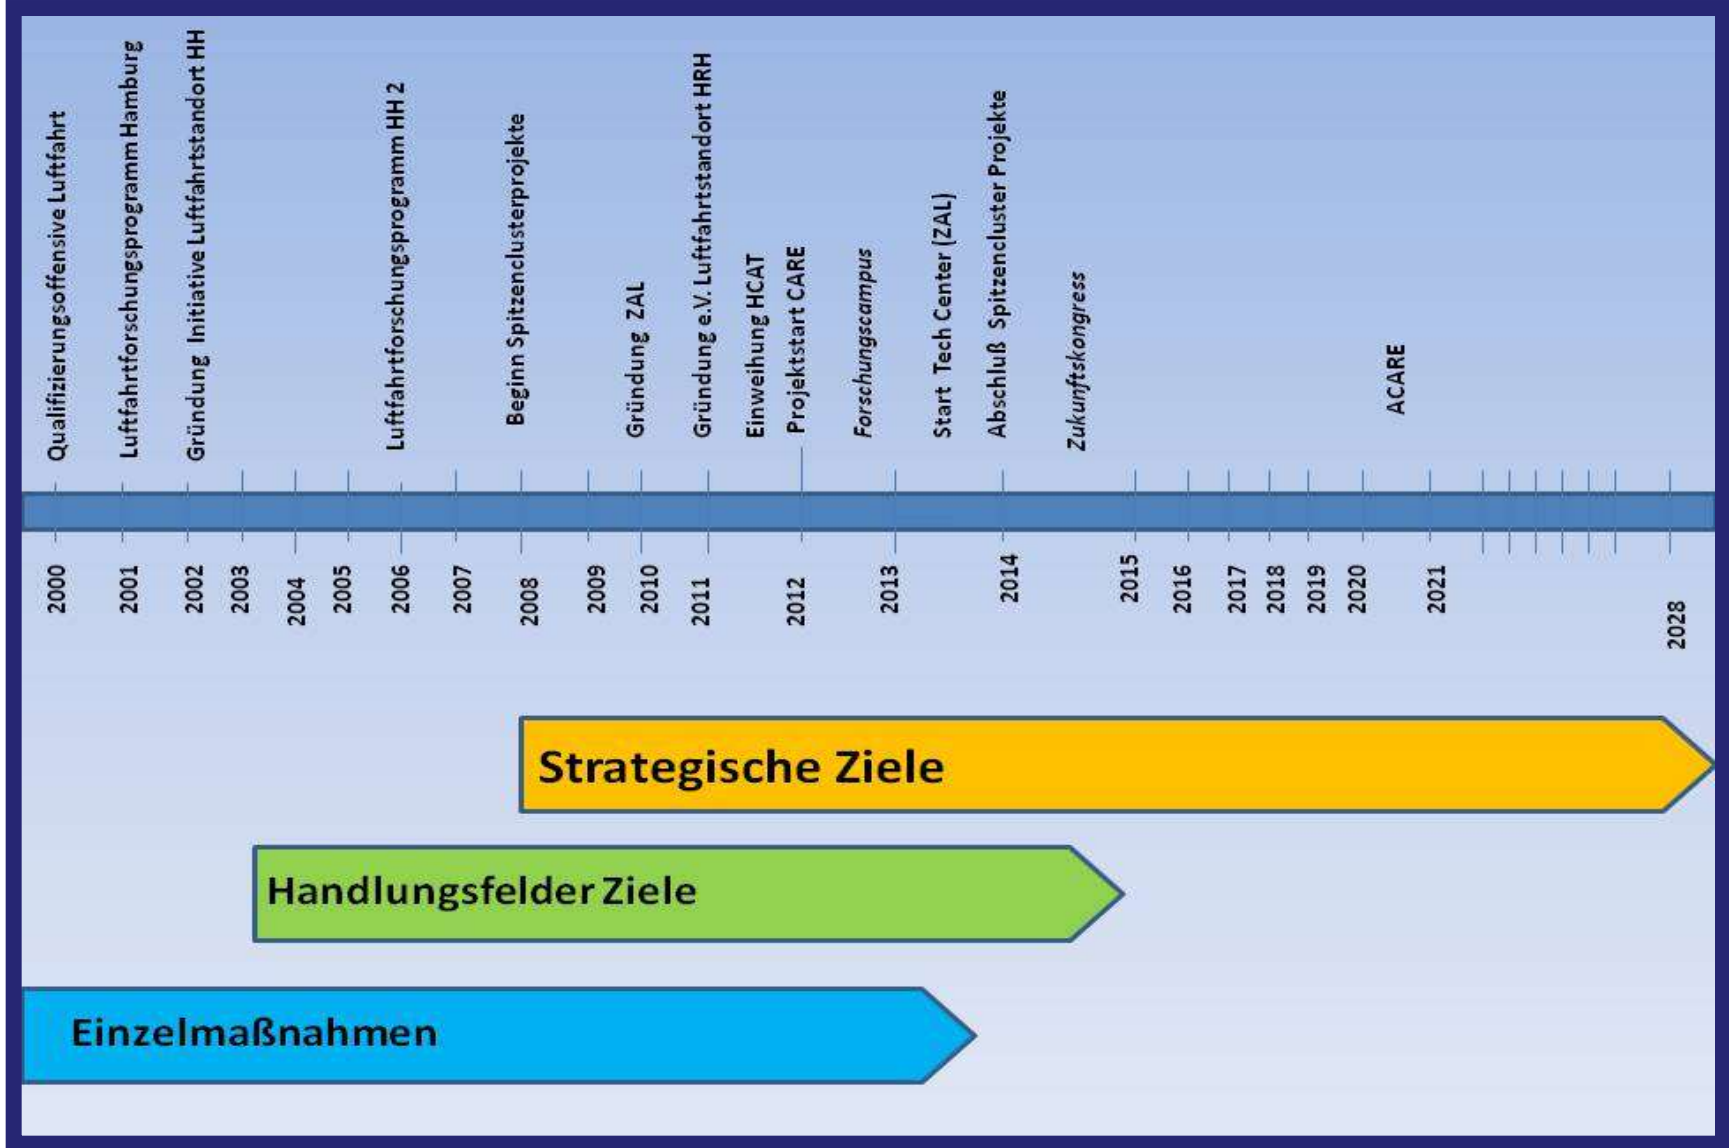 Qualifizierungsoffensive Luftfahrt
Luftfahrtforschungsprogramm Hamburg
Gründung Initiative Luftfahrtstandort HH
Luftfahrtforschungsprogramm HH 2
Beginn Spitzenclusterprojekte
Gründung ZAL
Gründung e.V. Luftfahrtstandort HRH
Einweihung HCAT
Projektstart CARE
Forschungscampus
Start Tech Center (ZAL)
Abschluß Spitzencluster Projekte
Zukunftskongress
ACARE
2000
2001
2002
2003
2004
2005
2006
2007
2008
2009
2010
2011
2012
2013
2014
2015
2016
2017
2018
2019
2020
2021
2028
Strategische Ziele
Handlungsfelder Ziele
Einzelmaßnahmen